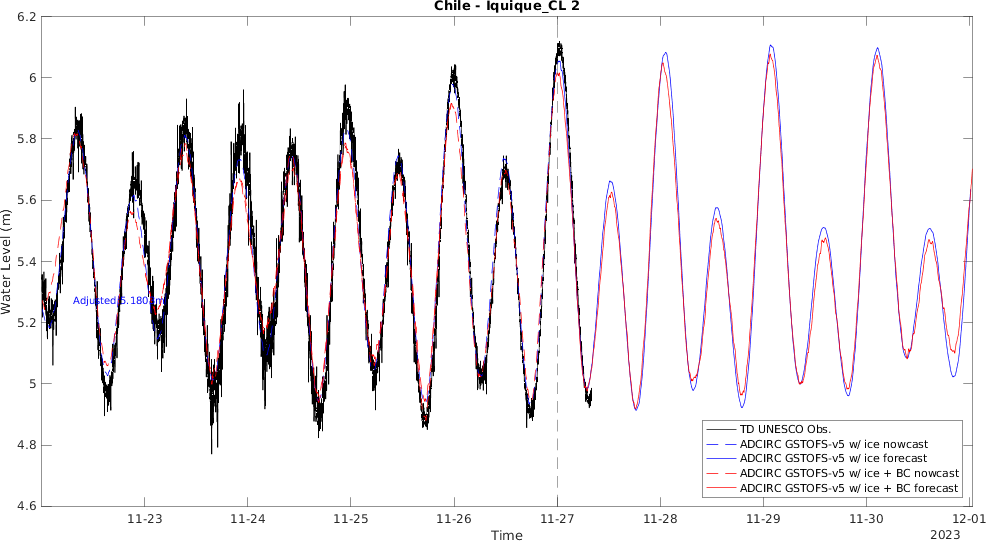 Chile - Iquique_CL 2
Water Level (m)
6.2
6
5.8
5.6
5.4
5.2
5
4.8
4.6
Adjusted 5.180 m
TD UNESCO Obs.
ADCIRC GSTOFS-v5 w/ ice nowcast
ADCIRC GSTOFS-v5 w/ ice forecast
ADCIRC GSTOFS-v5 w/ ice + BC nowcast
ADCIRC GSTOFS-v5 w/ ice + BC forecast
11-23 11-24 11-25 11-26 11-27 11-28 11-29 11-30 12-01
Time
2023